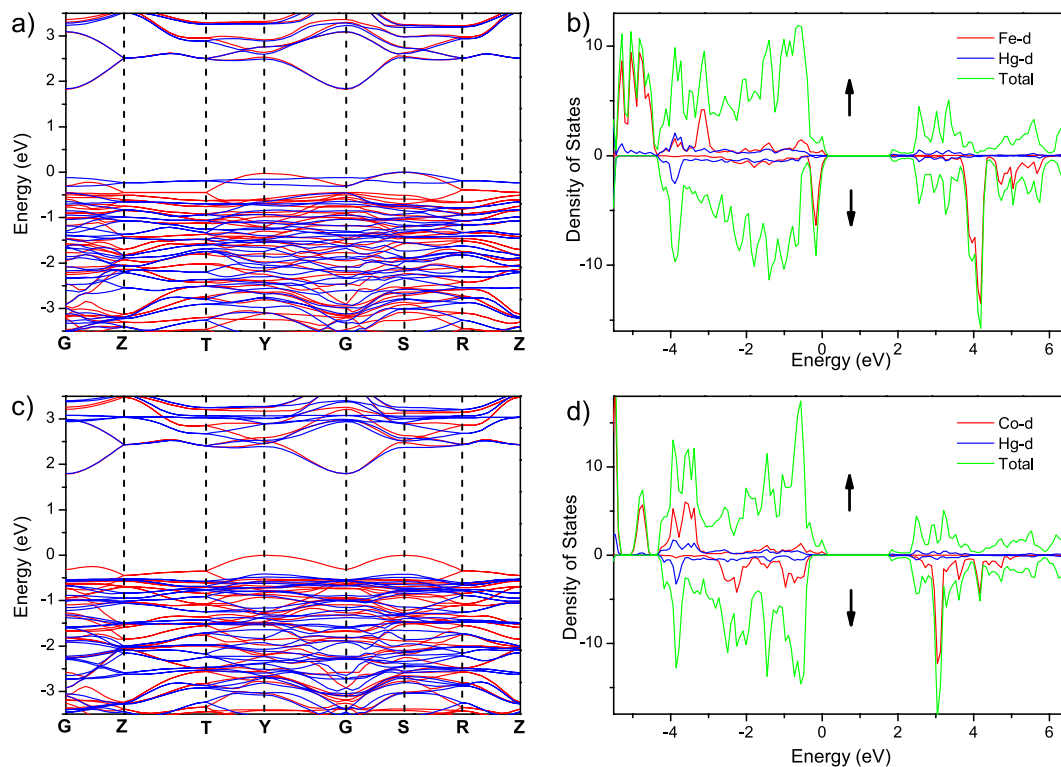 a)
3
2
1
0
-1
-2
-3
Energy (eV)
G Z T Y G S R Z
b)
10
0
-10
Density of States
Fe-d
Hg-d
Total
-4 -2 0 2 4 6
Energy (eV)
c)
3
2
1
0
-1
-2
-3
Energy (eV)
G Z T Y G S R Z
d)
10
0
-10
Density of States
Co-d
Hg-d
Total
-4 -2 0 2 4 6
Energy (eV)